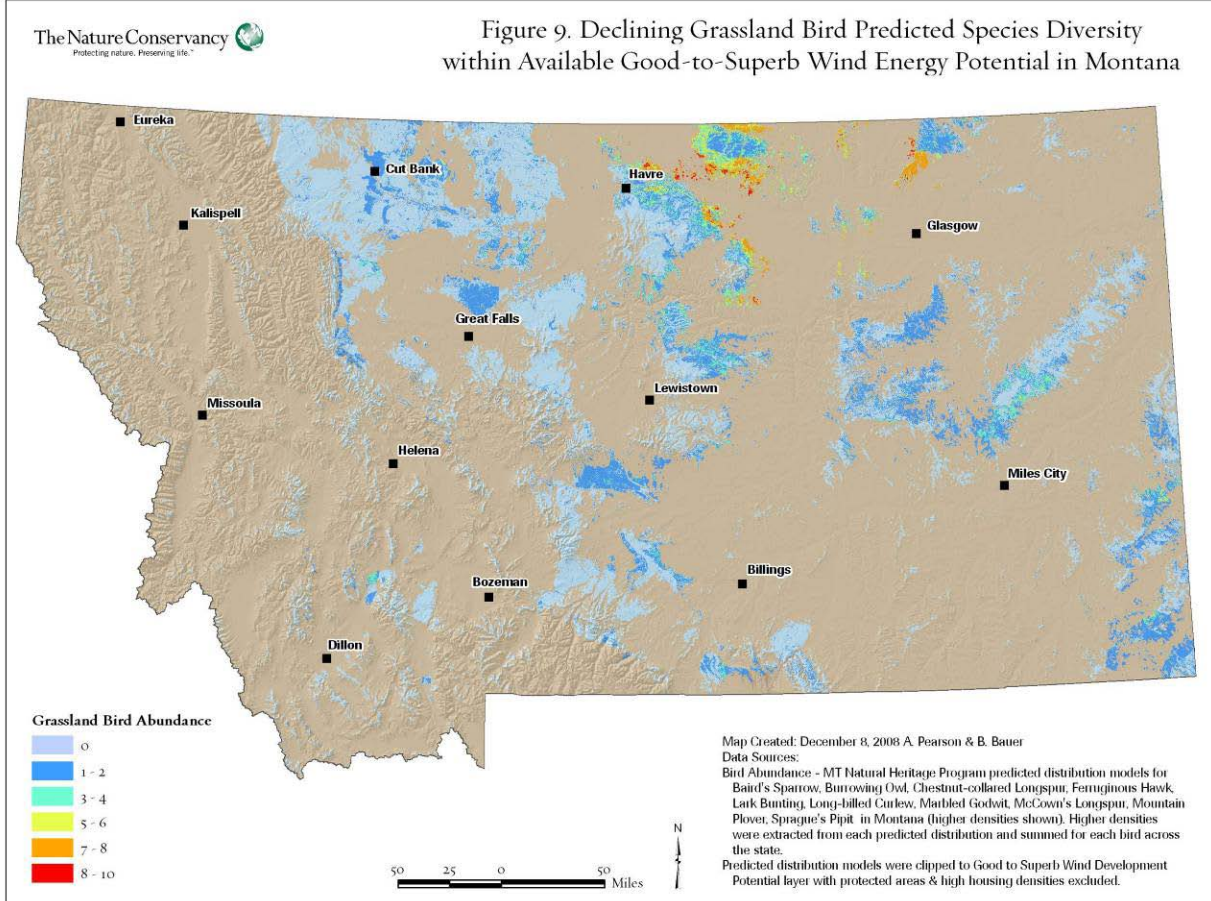 The Nature Conservancy
Protecting nature. Preserving life.™
Figure 9. Declining Grassland Bird Predicted Species Diversity
within Available Good-to-Superb Wind Energy Potential in Montana
Eureka
Cut Bank
Havre
Kalispell
Glasgow
Great Falls
Lewistown
Missoula
Helena
Miles City
Billings
Bozeman
Dillon
Grassland Bird Abundance
0
1 - 2
3 - 4
5 - 6
7 - 8
8 - 10
50 25 0 50
Miles
N
Map Created: December 8, 2008 A. Pearson & B. Bauer
Data Sources:
Bird Abundance - MT Natural Heritage Program predicted distribution models for
Baird's Sparrow, Burrowing Owl, Chestnut-collared Longspur, Ferruginous Hawk,
Lark Bunting, Long-billed Curlew, Marbled Godwit, McCown's Longspur, Mountain
Plover, Sprague's Pipit in Montana (higher densities shown). Higher densities
were extracted from each predicted distribution and summed for each bird across
the state.
Predicted distribution models were clipped to Good to Superb Wind Development
Potential layer with protected areas & high housing densities excluded.